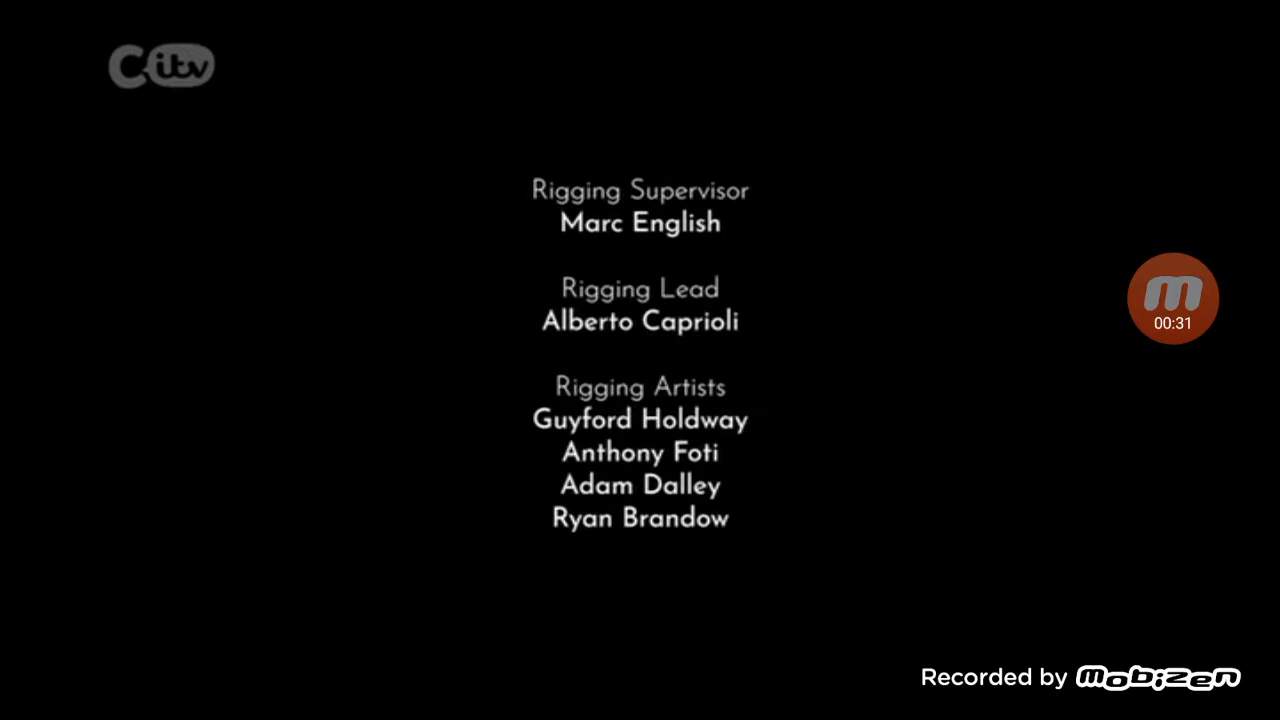 Citv
Rigging Supervisor
Marc English
Rigging Lead
Alberto Caprioli
m
00:31
Rigging Artists
Guyford Holdway
Anthony Foti
Adam Dalley
Ryan Brandow
Recorded by mobizen